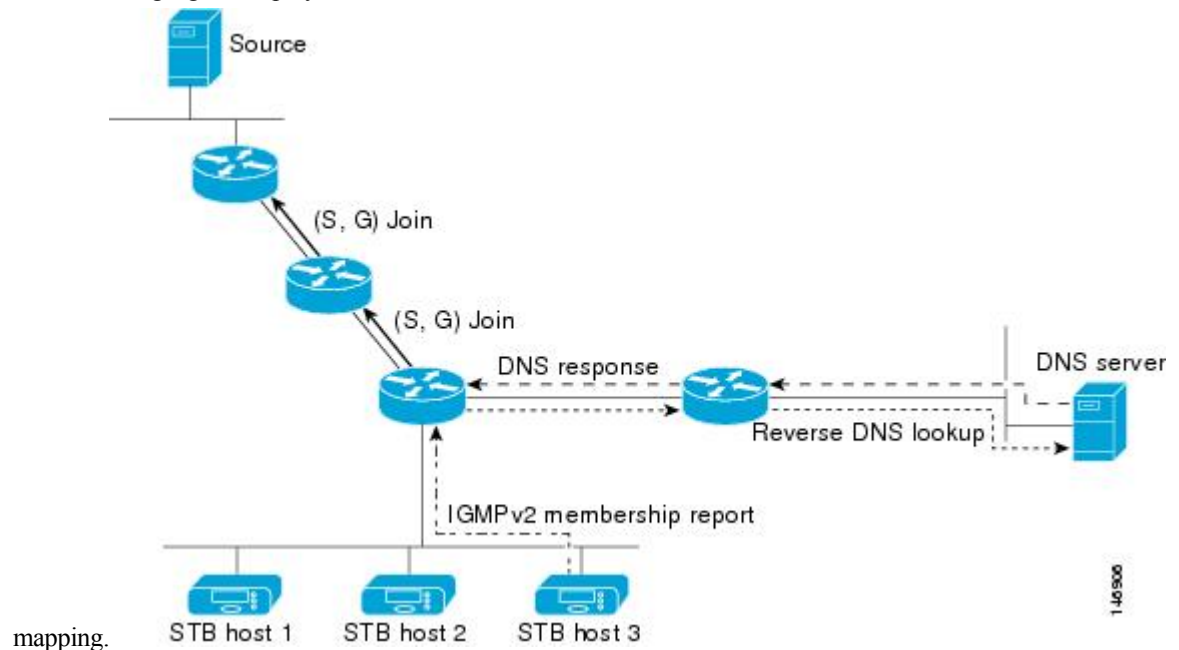 Source
(S, G) Join
(S, G) Join
DNS response
DNS server
Reverse DNS lookup
IGMPv2 membership report
146906
mapping.
STB host 1
STB host 2
STB host 3